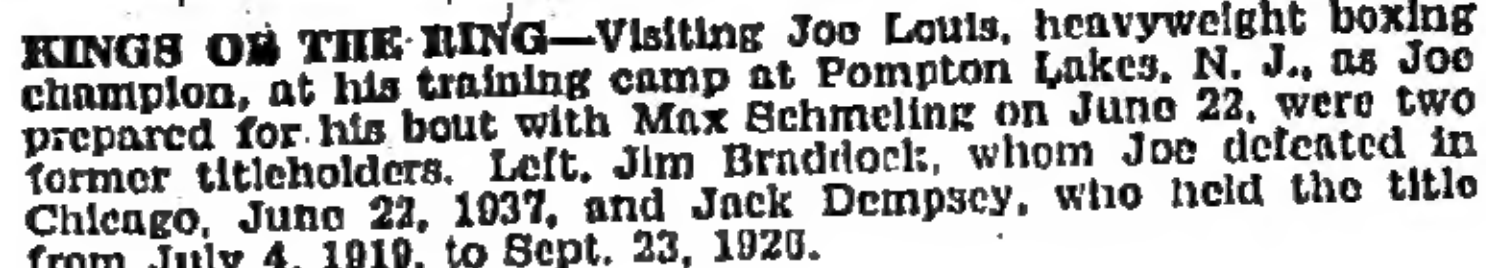 KINGS OF THE RING—Visiting Joe Louis, heavyweight boxing
champion, at his training camp at Pompton Lakes, N. J., as Joe
prepared for his bout with Max Schmeling on June 22, were two
former titleholders. Left, Jim Braddock, whom Joe defeated in
Chicago, June 22, 1937, and Jack Dempsey, who held the title
from July 4, 1919, to Sept. 23, 1926.